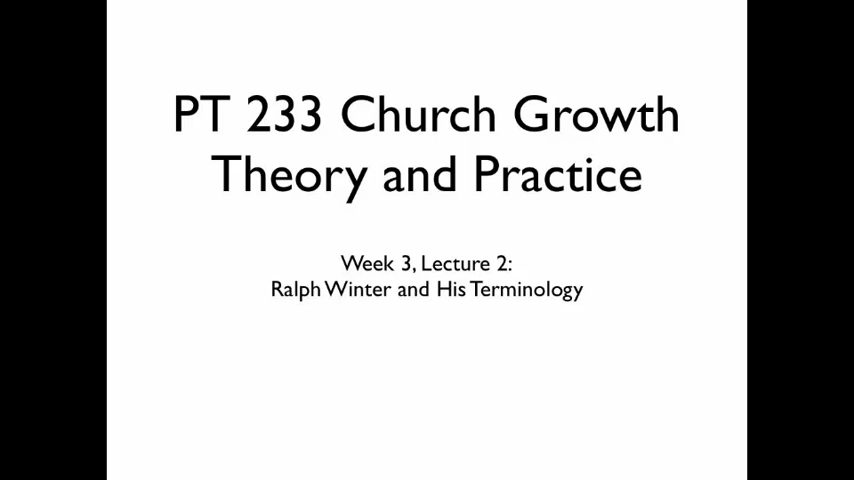 PT 233 Church Growth
Theory and Practice
Week 3, Lecture 2:
Ralph Winter and His Terminology